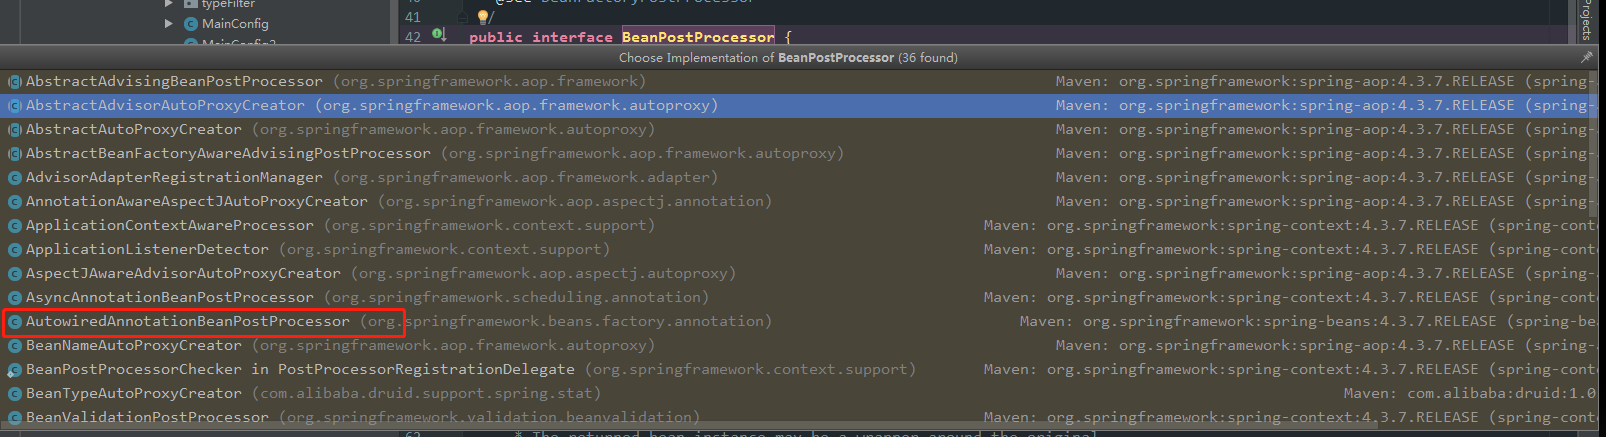 typeFilter
MainConfig
MainConfig2
Projects
41 */
42 public interface BeanPostProcessor {
Choose Implementation of BeanPostProcessor (36 found)
AbstractAdvisingBeanPostProcessor (org.springframework.aop.framework) Maven: org.springframework:spring-aop:4.3.7.RELEASE (spring-
AbstractAdvisorAutoProxyCreator (org.springframework.aop.framework.autoproxy) Maven: org.springframework:spring-aop:4.3.7.RELEASE (spring-
AbstractAutoProxyCreator (org.springframework.aop.framework.autoproxy) Maven: org.springframework:spring-aop:4.3.7.RELEASE (spring-
AbstractBeanFactoryAwareAdvisingPostProcessor (org.springframework.aop.framework.autoproxy) Maven: org.springframework:spring-aop:4.3.7.RELEASE (spring-
AdvisorAdapterRegistrationManager (org.springframework.aop.framework.adapter) Maven: org.springframework:spring-aop:4.3.7.RELEASE (spring-
AnnotationAwareAspectJAutoProxyCreator (org.springframework.aop.aspectj.annotation) Maven: org.springframework:spring-aop:4.3.7.RELEASE (spring-
ApplicationContextAwareProcessor (org.springframework.context.support) Maven: org.springframework:spring-context:4.3.7.RELEASE (spring-cont
ApplicationListenerDetector (org.springframework.context.support) Maven: org.springframework:spring-context:4.3.7.RELEASE (spring-cont
AspectJAwareAdvisorAutoProxyCreator (org.springframework.aop.aspectj.autoproxy) Maven: org.springframework:spring-aop:4.3.7.RELEASE (spring-
AsyncAnnotationBeanPostProcessor (org.springframework.scheduling.annotation) Maven: org.springframework:spring-context:4.3.7.RELEASE (spring-cont
AutowiredAnnotationBeanPostProcessor (org.springframework.beans.factory.annotation) Maven: org.springframework:spring-beans:4.3.7.RELEASE (spring-be
BeanNameAutoProxyCreator (org.springframework.aop.framework.autoproxy) Maven: org.springframework:spring-aop:4.3.7.RELEASE (spring-
BeanPostProcessorChecker in PostProcessorRegistrationDelegate (org.springframework.context.support) Maven: org.springframework:spring-context:4.3.7.RELEASE (spring-cont
BeanTypeAutoProxyCreator (com.alibaba.druid.support.spring.stat) Maven: com.alibaba:druid:1.0
BeanValidationPostProcessor (org.springframework.validation.beanvalidation) Maven: org.springframework:spring-context:4.3.7.RELEASE (spring-cont